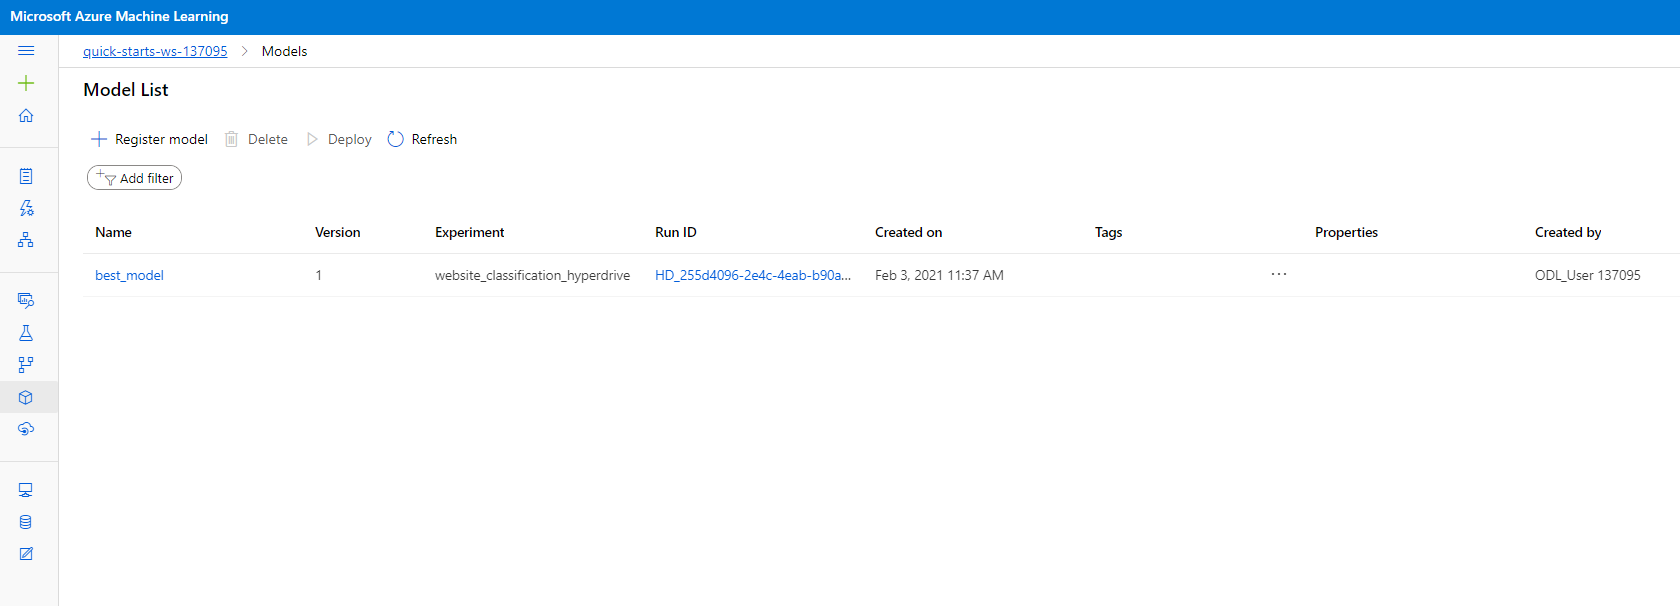 Microsoft Azure Machine Learning
quick-starts-ws-137095 > Models
Model List
Register model Delete Deploy Refresh
Add filter
Name Version Experiment Run ID Created on Tags Properties Created by
best_model 1 website_classification_hyperdrive HD_255d4096-2e4c-4eab-b90a... Feb 3, 2021 11:37 AM ... ODL_User 137095